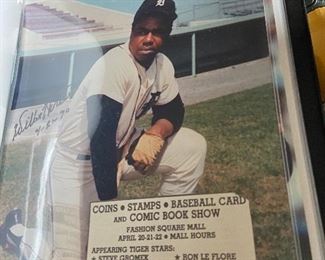 Willie
COINS • STAMPS • BASEBALL CARD
AND COMIC BOOK SHOW
FASHION SQUARE MALL
APRIL 20-21-22 • MALL HOURS
APPEARING TIGER STARS:
★ STEVE GROMEK ★ RON LE FLORE